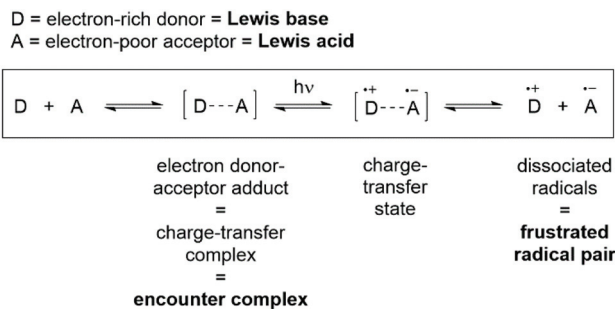 D = electron-rich donor = Lewis base
A = electron-poor acceptor = Lewis acid
D + A [D---A] hν [D•+---A•−] D•+ + A•−
electron donor-
acceptor adduct
=
charge-transfer
complex
=
encounter complex
charge-
transfer
state
dissociated
radicals
=
frustrated
radical pair